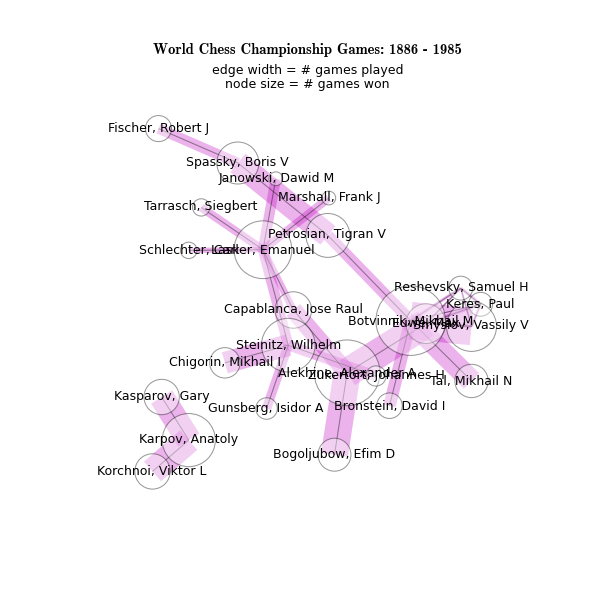 World Chess Championship Games: 1886 - 1985
edge width = # games played
node size = # games won
Fischer, Robert J
Spassky, Boris V
Janowski, Dawid M
Marshall, Frank J
Tarrasch, Siegbert
Petrosian, Tigran V
Schlechter, Carl
Lasker, Emanuel
Reshevsky, Samuel H
Keres, Paul
Capablanca, Jose Raul
Botvinnik, Mikhail M
Smyslov, Vassily V
Steinitz, Wilhelm
Chigorin, Mikhail I
Alekhine, Alexander A
Zukertort, Johannes H
Tal, Mikhail N
Kasparov, Gary
Gunsberg, Isidor A
Bronstein, David I
Karpov, Anatoly
Bogoljubow, Efim D
Korchnoi, Viktor L